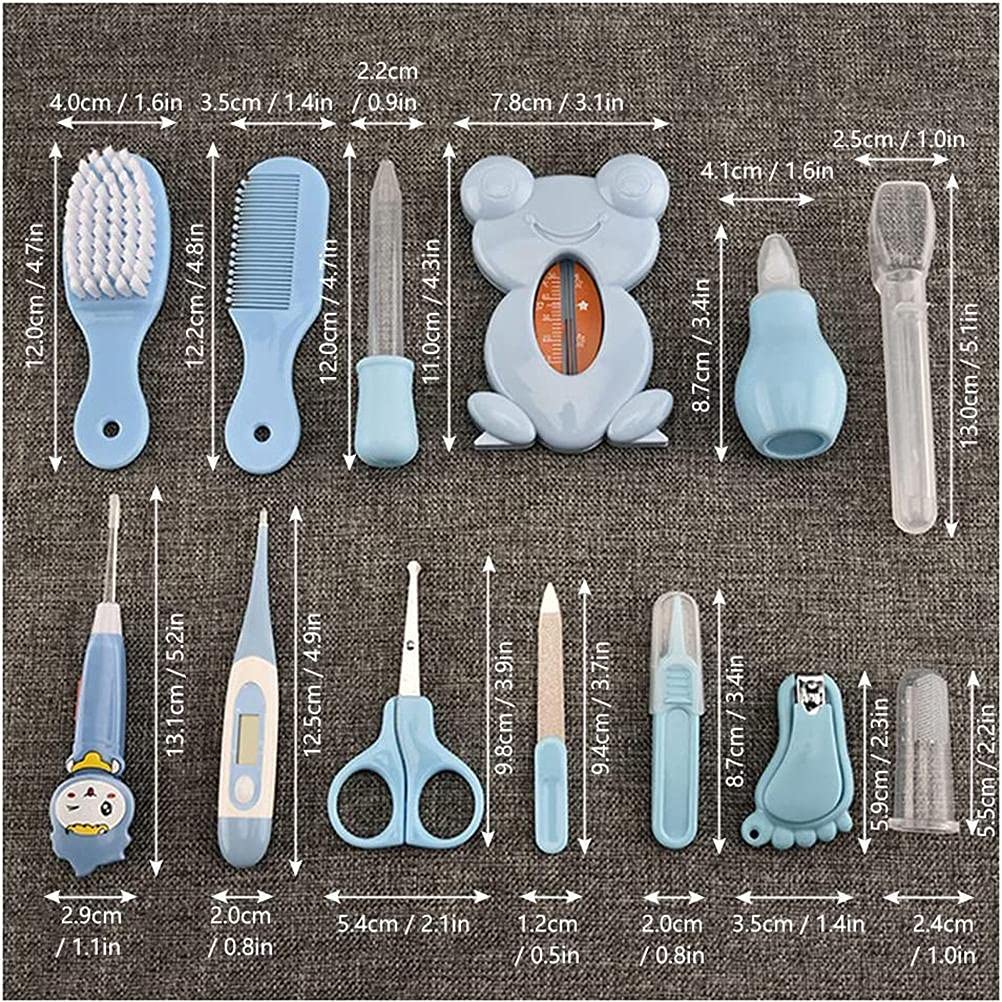 2.2cm
/ 0.9in
4.0cm / 1.6in
3.5cm / 1.4in
7.8cm / 3.1in
2.5cm / 1.0in
4.1cm / 1.6in
12.0cm / 4.7in
12.2cm / 4.8in
12.0cm / 4.7in
11.0cm / 4.3in
8.7cm / 3.4in
13.0cm / 5.1in
13.1cm / 5.2in
12.5cm / 4.9in
9.8cm / 3.9in
9.4cm / 3.7in
8.7cm / 3.4in
5.9cm / 2.3in
5.5cm / 2.2in
2.9cm
/ 1.1in
2.0cm
/ 0.8in
5.4cm / 2.1in
1.2cm
/ 0.5in
2.0cm
/ 0.8in
3.5cm / 1.4in
2.4cm
/ 1.0in